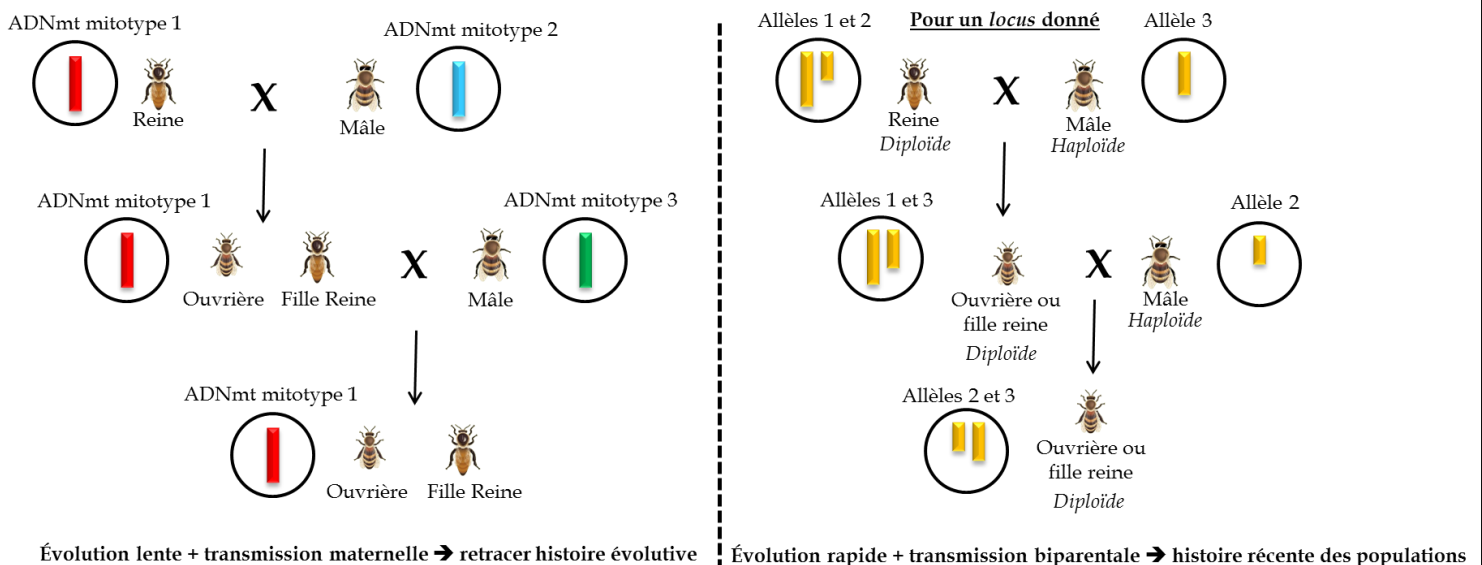 ADNmt mitotype 1
ADNmt mitotype 2
Reine
X
Mâle
ADNmt mitotype 1
ADNmt mitotype 3
Ouvrière
Fille Reine
X
Mâle
ADNmt mitotype 1
Ouvrière
Fille Reine
Évolution lente + transmission maternelle ➔ retracer histoire évolutive
Pour un locus donné
Allèles 1 et 2
Allèle 3
Reine
Diploïde
X
Mâle
Haploïde
Allèles 1 et 3
Allèle 2
Ouvrière ou
fille reine
Diploïde
X
Mâle
Haploïde
Allèles 2 et 3
Ouvrière ou
fille reine
Diploïde
Évolution rapide + transmission biparentale ➔ histoire récente des populations